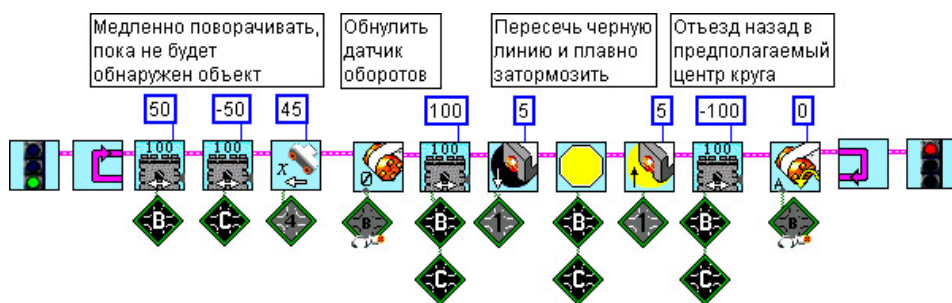 Медленно поворачивать,
пока не будет
обнаружен объект
Обнулить
датчик
оборотов
Пересечь черную
линию и плавно
затормозить
Отъезд назад в
предполагаемый
центр круга
50
-50
45
100
5
5
-100
0
100
100
X
0
100
100
A
B
C
4
B
B
1
B
1
B
B
C
C
C